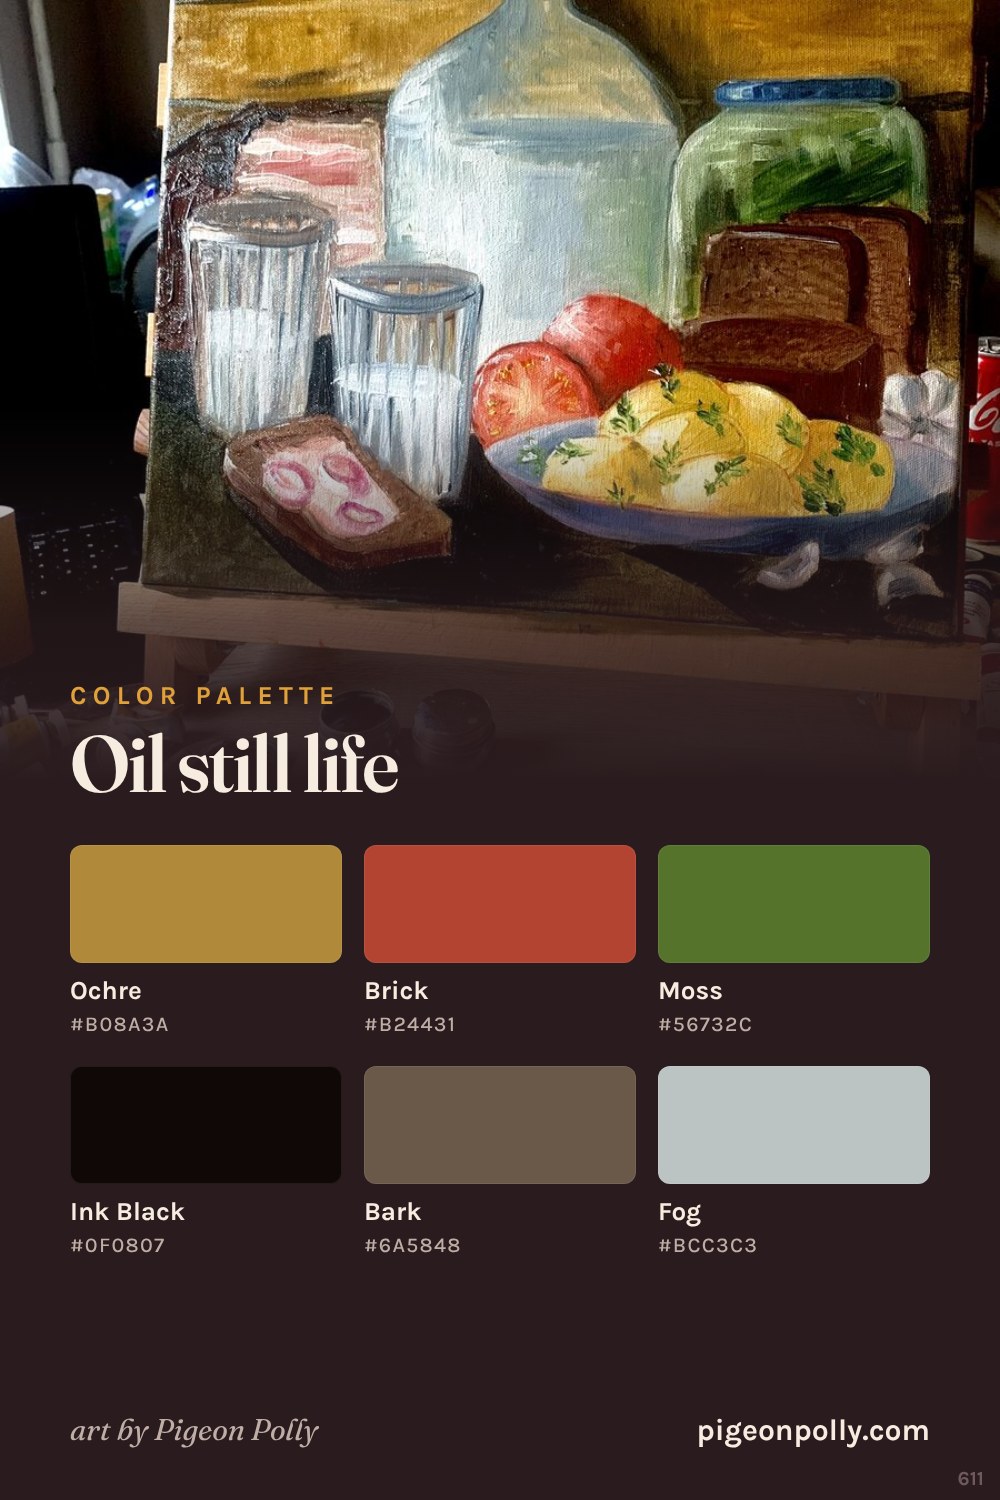 COLOR PALETTE
Oil still life
Ochre
#B08A3A
Brick
#B24431
Moss
#56732C
Ink Black
#0F0807
Bark
#6A5848
Fog
#BCC3C3
art by Pigeon Polly
pigeonpolly.com
611